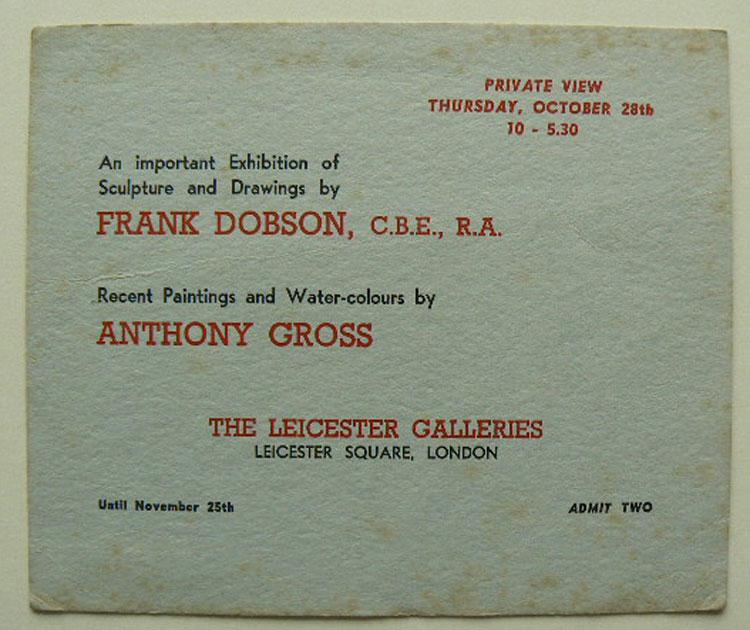 PRIVATE VIEW
THURSDAY, OCTOBER 28th
10 - 5.30
An important Exhibition of
Sculpture and Drawings by
FRANK DOBSON, C.B.E., R.A.
Recent Paintings and Water-colours by
ANTHONY GROSS
THE LEICESTER GALLERIES
LEICESTER SQUARE, LONDON
Until November 25th
ADMIT TWO